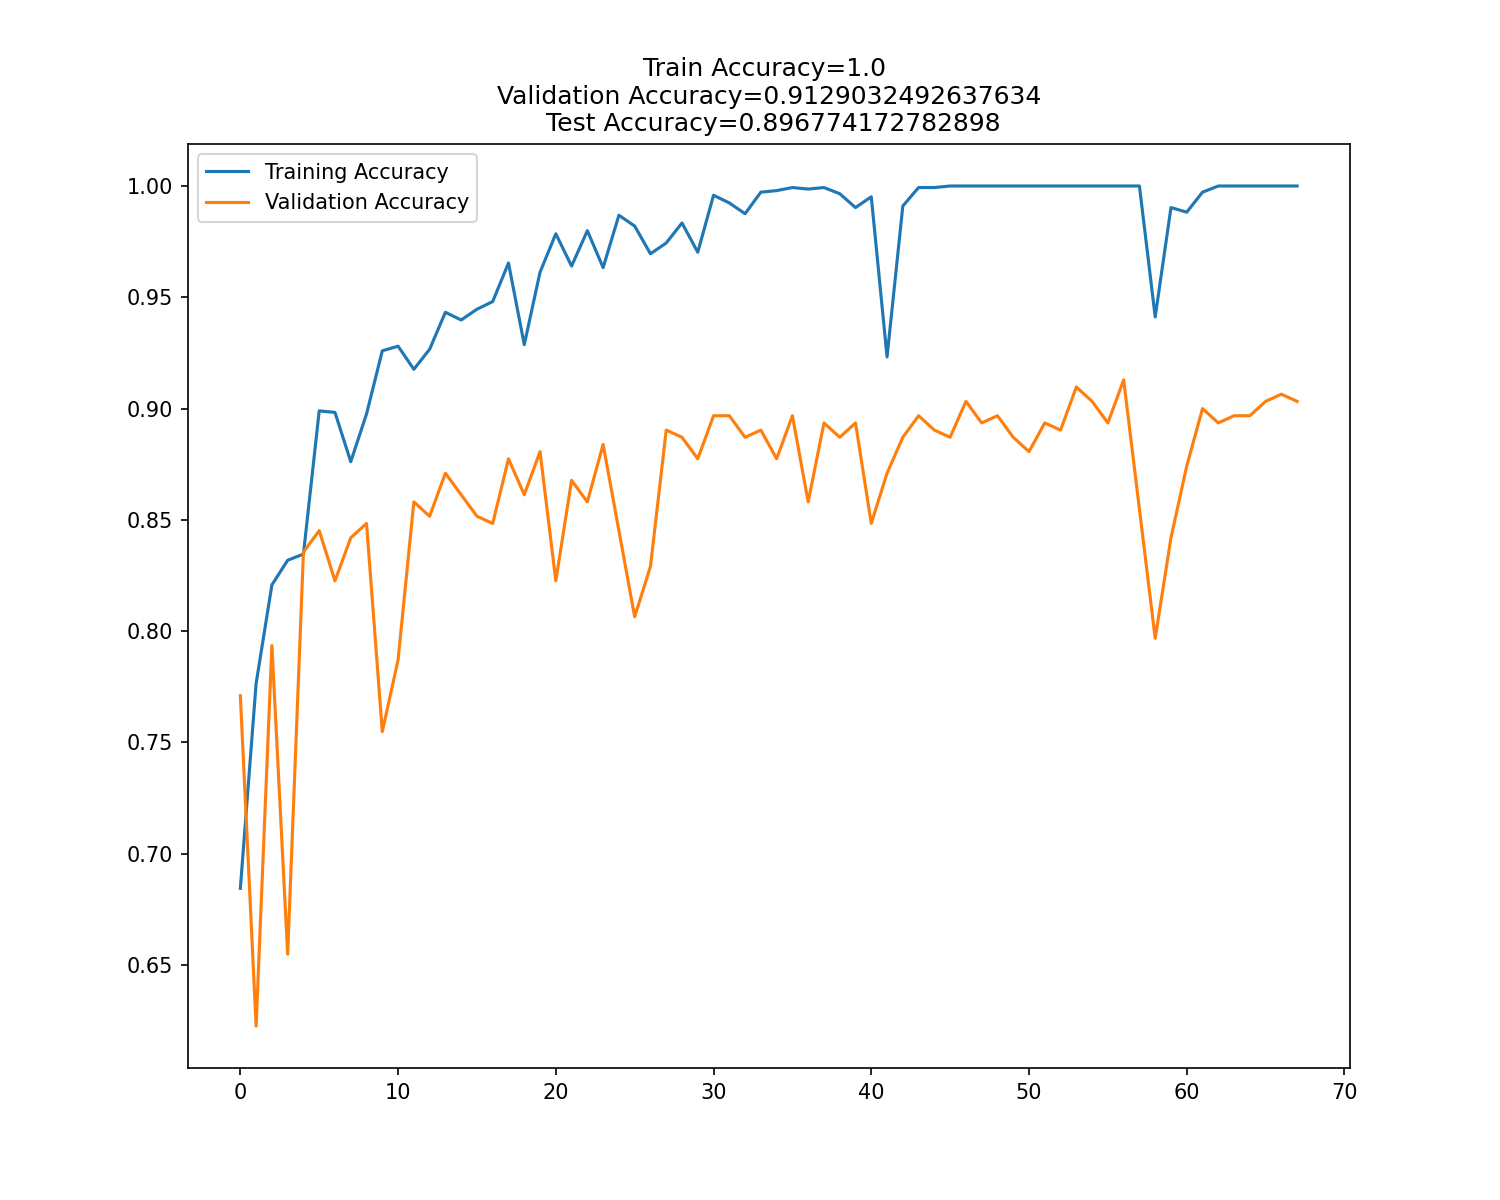 Train Accuracy=1.0
Validation Accuracy=0.9129032492637634
Test Accuracy=0.896774172782898
Training Accuracy
Validation Accuracy
1.00
0.95
0.90
0.85
0.80
0.75
0.70
0.65
0 10 20 30 40 50 60 70